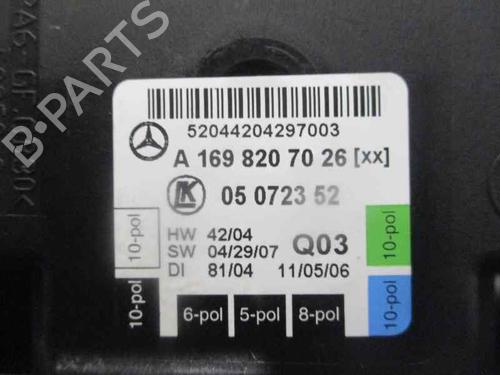 52044204297003
A 169 820 70 26 [xx]
LK
05 0723 52
HW 42/04
SW 04/29/07 Q03
DI 81/04 11/05/06
10-pol
10-pol
10-pol
10-pol
6-pol 5-pol 8-pol
B-PARTS